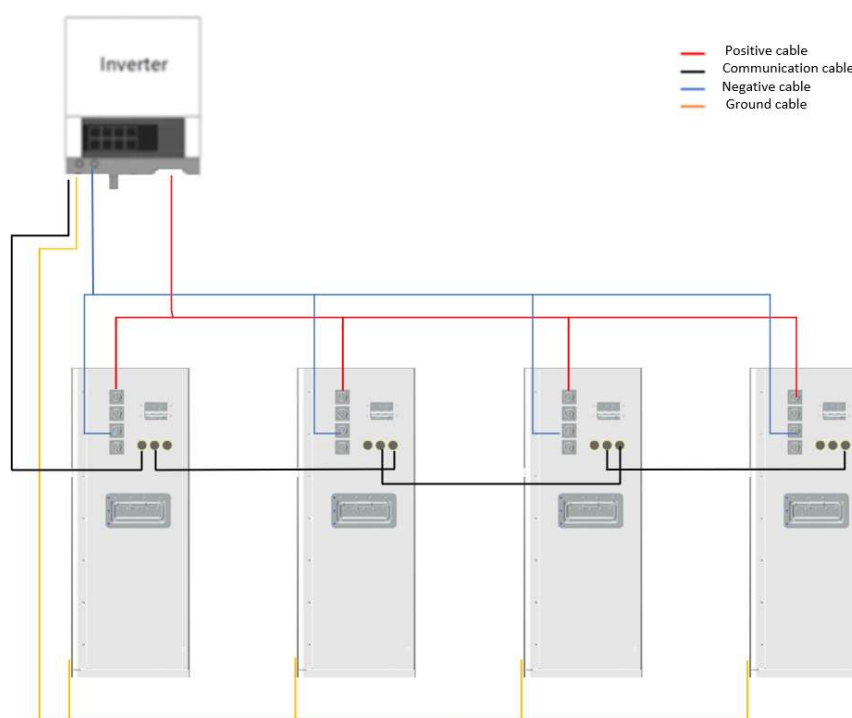 Inverter
Positive cable
Communication cable
Negative cable
Ground cable